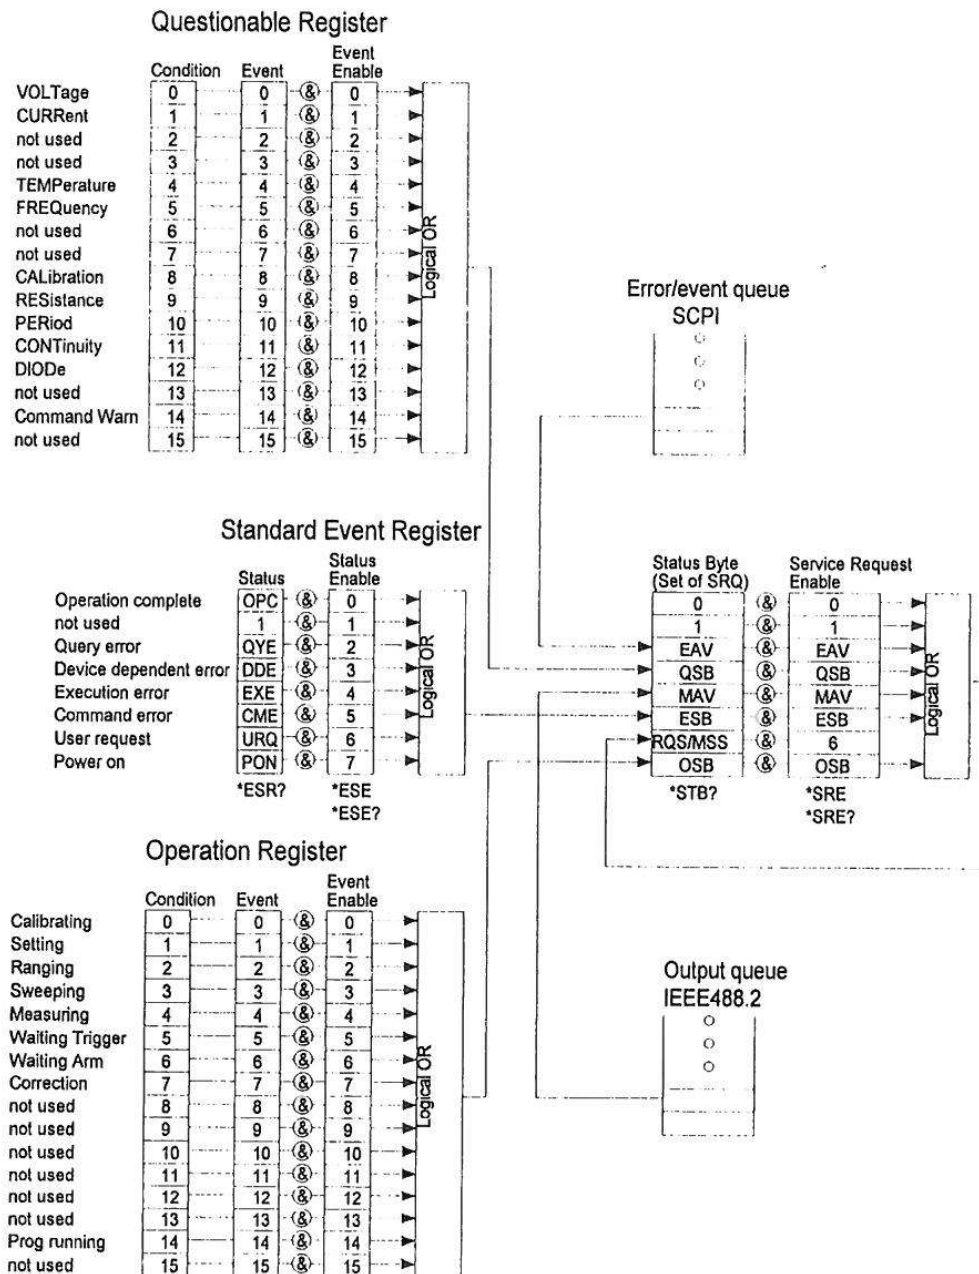 Questionable Register
Condition Event Event Enable
VOLTage 0 0 & 0
CURRent 1 1 & 1
not used 2 2 & 2
not used 3 3 & 3
TEMPerature 4 4 & 4
FREQuency 5 5 & 5
not used 6 6 & 6
not used 7 7 & 7
CALibration 8 8 & 8
RESistance 9 9 & 9
PERiod 10 10 & 10
CONTinuity 11 11 & 11
DIODe 12 12 & 12
not used 13 13 & 13
Command Warn 14 14 & 14
not used 15 15 & 15
Logical OR
Error/event queue
SCPI
Standard Event Register
Status Status Enable
Operation complete OPC & 0
not used 1 & 1
Query error QYE & 2
Device dependent error DDE & 3
Execution error EXE & 4
Command error CME & 5
User request URQ & 6
Power on PON & 7
*ESR? *ESE
*ESE?
Logical OR
Status Byte Service Request
(Set of SRQ) Enable
0 & 0
1 & 1
EAV & EAV
QSB & QSB
MAV & MAV
ESB & ESB
RQS/MSS & 6
OSB & OSB
*STB? *SRE
*SRE?
Logical OR
Operation Register
Condition Event Event Enable
Calibrating 0 0 & 0
Setting 1 1 & 1
Ranging 2 2 & 2
Sweeping 3 3 & 3
Measuring 4 4 & 4
Waiting Trigger 5 5 & 5
Waiting Arm 6 6 & 6
Correction 7 7 & 7
not used 8 8 & 8
not used 9 9 & 9
not used 10 10 & 10
not used 11 11 & 11
not used 12 12 & 12
not used 13 13 & 13
Prog running 14 14 & 14
not used 15 15 & 15
Logical OR
Output queue
IEEE488.2